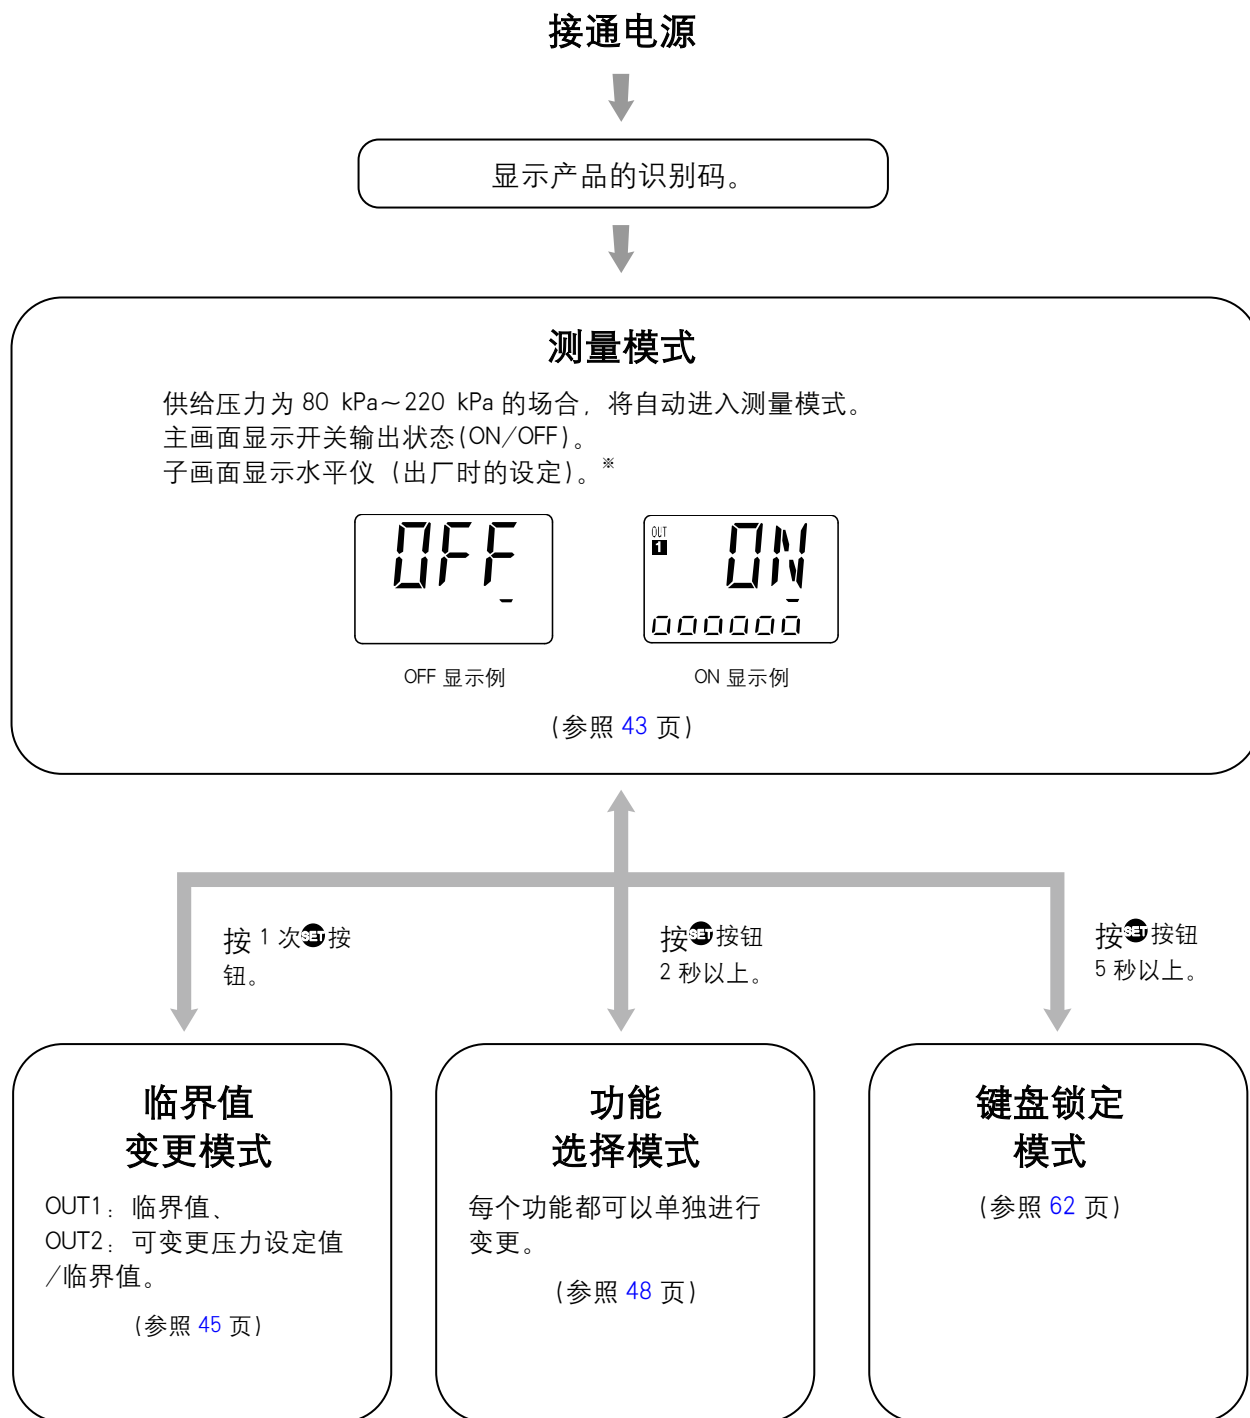 接通电源
显示产品的识别码。
测量模式
供给压力为 80 kPa～220 kPa 的场合，将自动进入测量模式。
主画面显示开关输出状态(ON/OFF)。
子画面显示水平仪（出厂时的设定）。※
OFF
OUT
1
ON
oooooo
OFF 显示例
ON 显示例
（参照 43 页）
按 1 次SET按
钮。
按SET按钮
2 秒以上。
按SET按钮
5 秒以上。
临界值
变更模式
OUT1：临界值、
OUT2：可变更压力设定值
/临界值。
（参照 45 页）
功能
选择模式
每个功能都可以单独进行
变更。
（参照 48 页）
键盘锁定
模式
（参照 62 页）